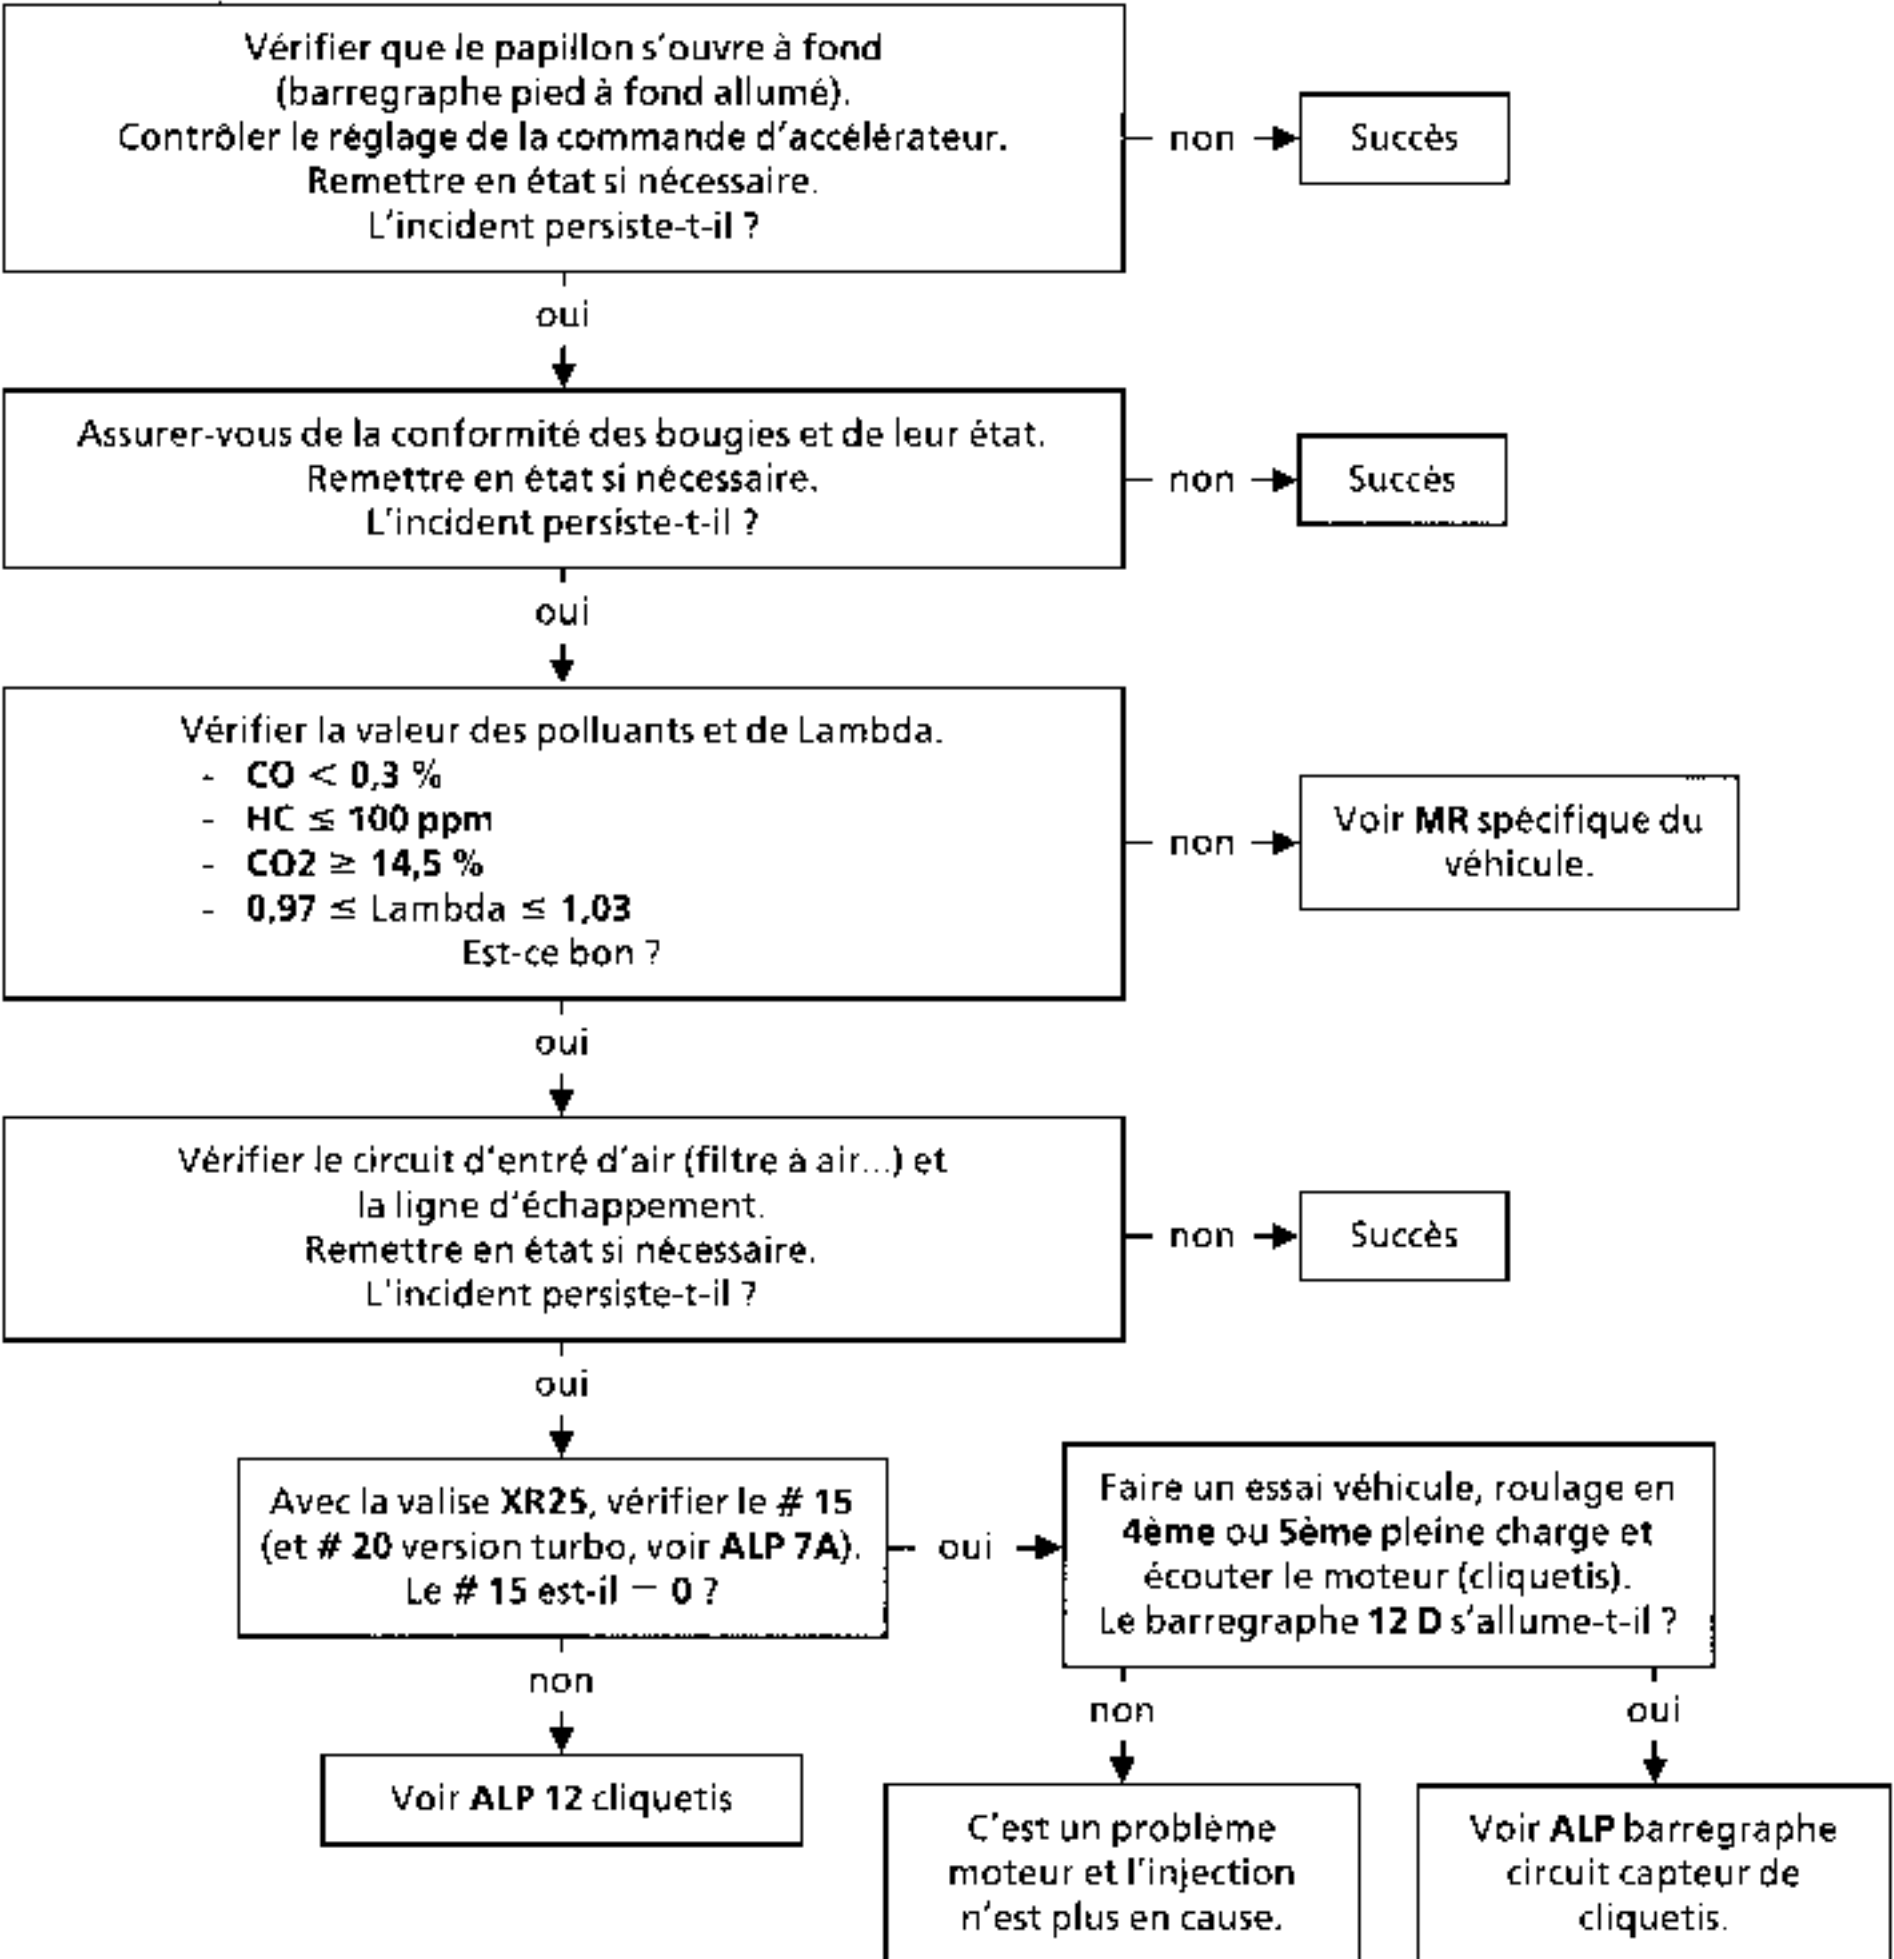 Vérifier que le papillon s'ouvre à fond
(barregraphe pied à fond allumé).
Contrôler le réglage de la commande d'accélérateur.
Remettre en état si nécessaire.
L'incident persiste-t-il ?
non
Succès
oui
Assurer-vous de la conformité des bougies et de leur état.
Remettre en état si nécessaire.
L'incident persiste-t-il ?
non
Succès
oui
Vérifier la valeur des polluants et de Lambda.
- CO < 0,3 %
- HC ≤ 100 ppm
- CO2 ≥ 14,5 %
- 0,97 ≤ Lambda ≤ 1,03
Est-ce bon ?
non
Voir MR spécifique du
véhicule.
oui
Vérifier le circuit d'entré d'air (filtre à air...) et
la ligne d'échappement.
Remettre en état si nécessaire.
L'incident persiste-t-il ?
non
Succès
oui
Avec la valise XR25, vérifier le # 15
(et # 20 version turbo, voir ALP 7A).
Le # 15 est-il — 0 ?
oui
Faire un essai véhicule, roulage en
4ème ou 5ème pleine charge et
écouter le moteur (cliquetis).
Le barregraphe 12 D s'allume-t-il ?
non
Voir ALP 12 cliquetis
non
C'est un problème
moteur et l'injection
n'est plus en cause.
oui
Voir ALP barregraphe
circuit capteur de
cliquetis.